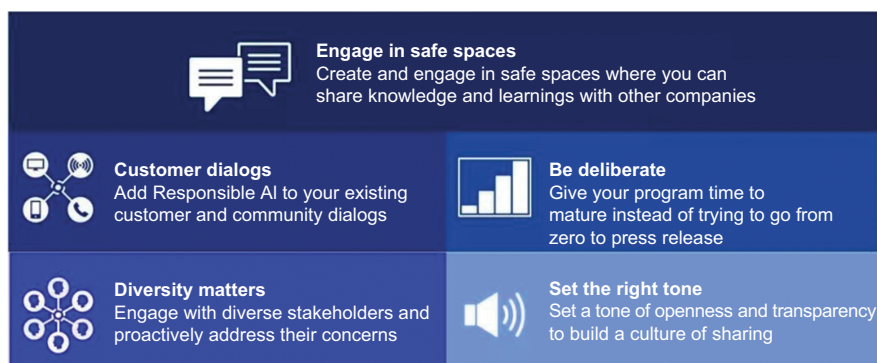 Engage in safe spaces
Create and engage in safe spaces where you can
share knowledge and learnings with other companies
Customer dialogs
Add Responsible AI to your existing
customer and community dialogs
Be deliberate
Give your program time to
mature instead of trying to go from
zero to press release
Diversity matters
Engage with diverse stakeholders and
proactively address their concerns
Set the right tone
Set a tone of openness and transparency
to build a culture of sharing